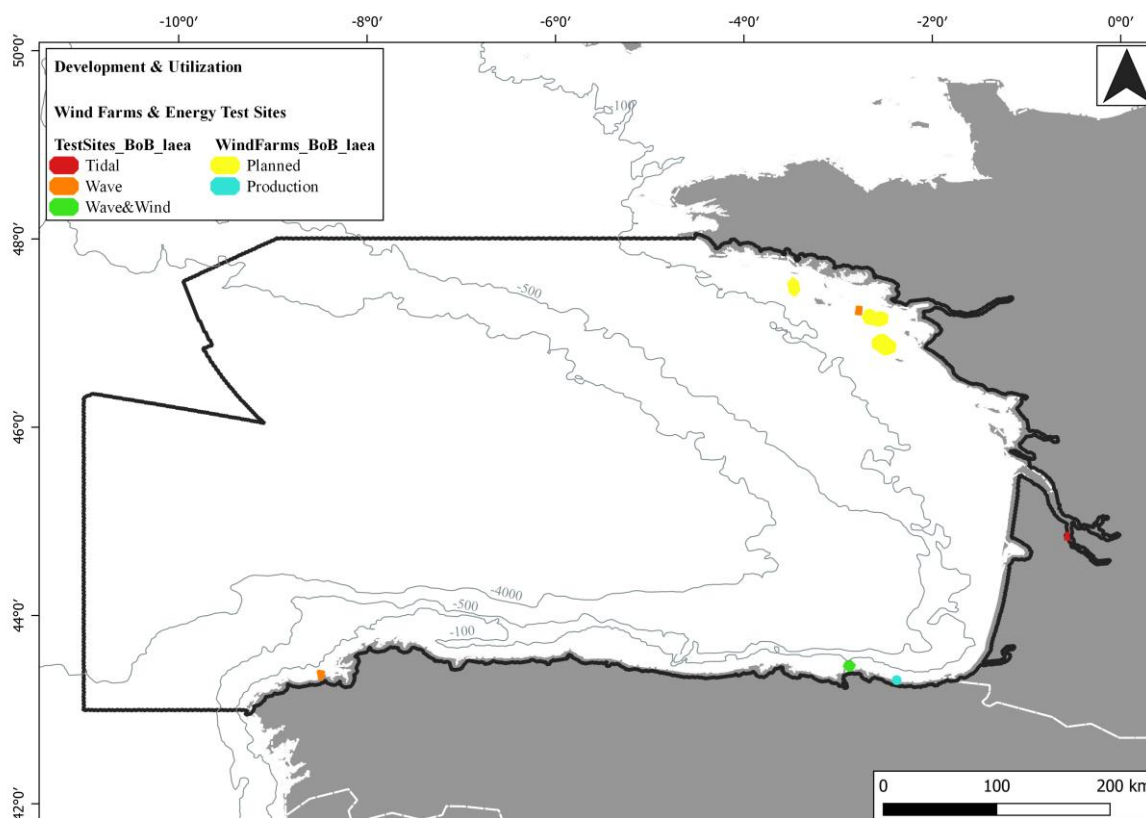 -10°0′ -8°0′ -6°0′ -4°0′ -2°0′ 0°0′
50°0′
Development & Utilization
Wind Farms & Energy Test Sites
TestSites_BoB_laea WindFarms_BoB_laea
Tidal Planned
Wave Production
Wave&Wind
-100
48°0′
-500
46°0′
44°0′
-4000
-500
-100
42°0′
0 100 200 km